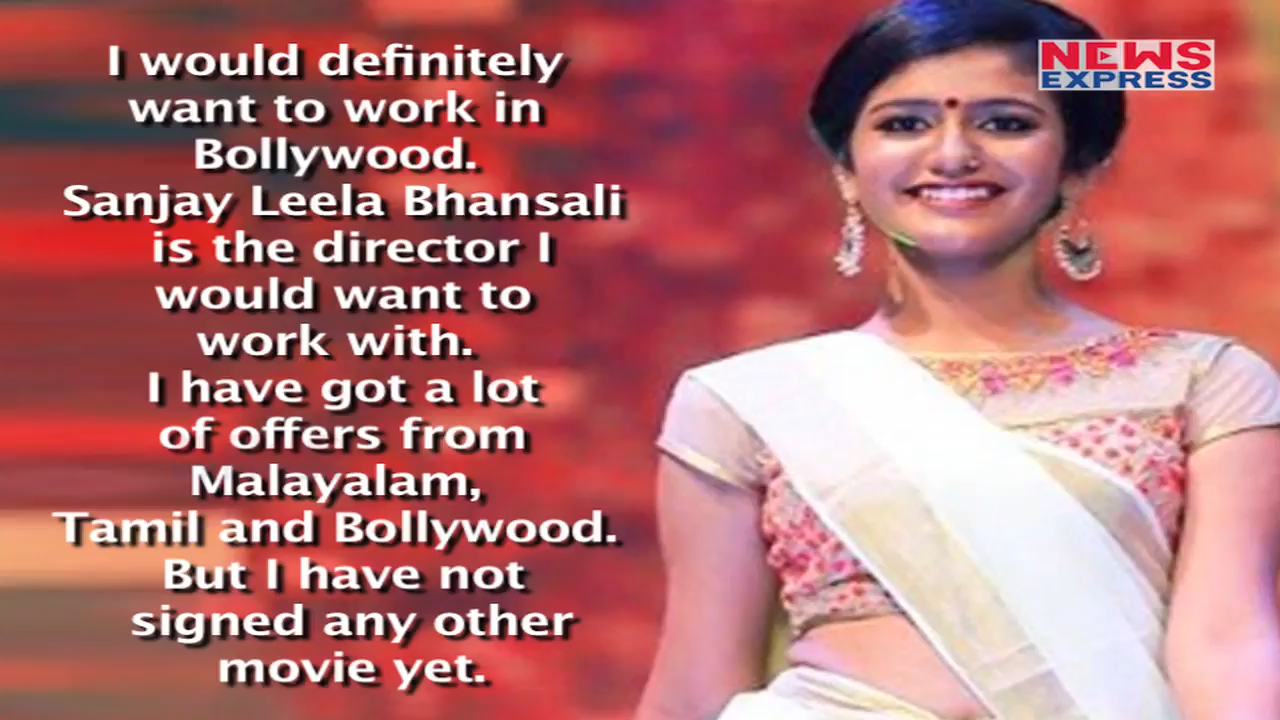 I would definitely
want to work in
Bollywood.
Sanjay Leela Bhansali
is the director I
would want to
work with.
I have got a lot
of offers from
Malayalam,
Tamil and Bollywood.
But I have not
signed any other
movie yet.
NEWS
EXPRESS